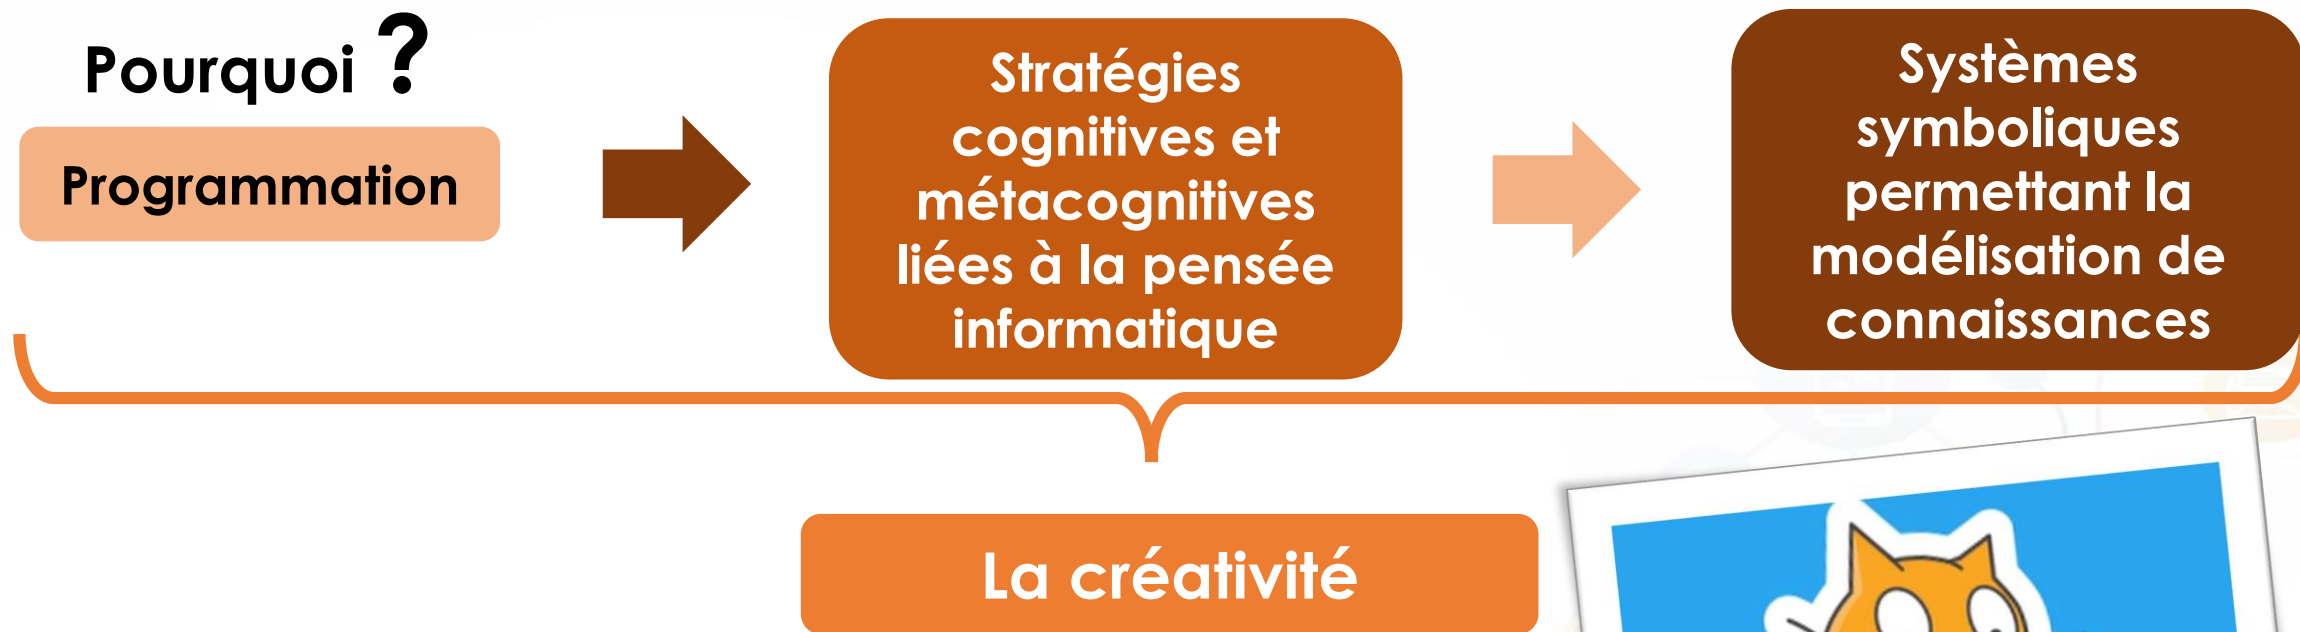 Pourquoi ?
Programmation
Stratégies
cognitives et
métacognitives
liées à la pensée
informatique
Systèmes
symboliques
permettant la
modélisation de
connaissances
La créativité